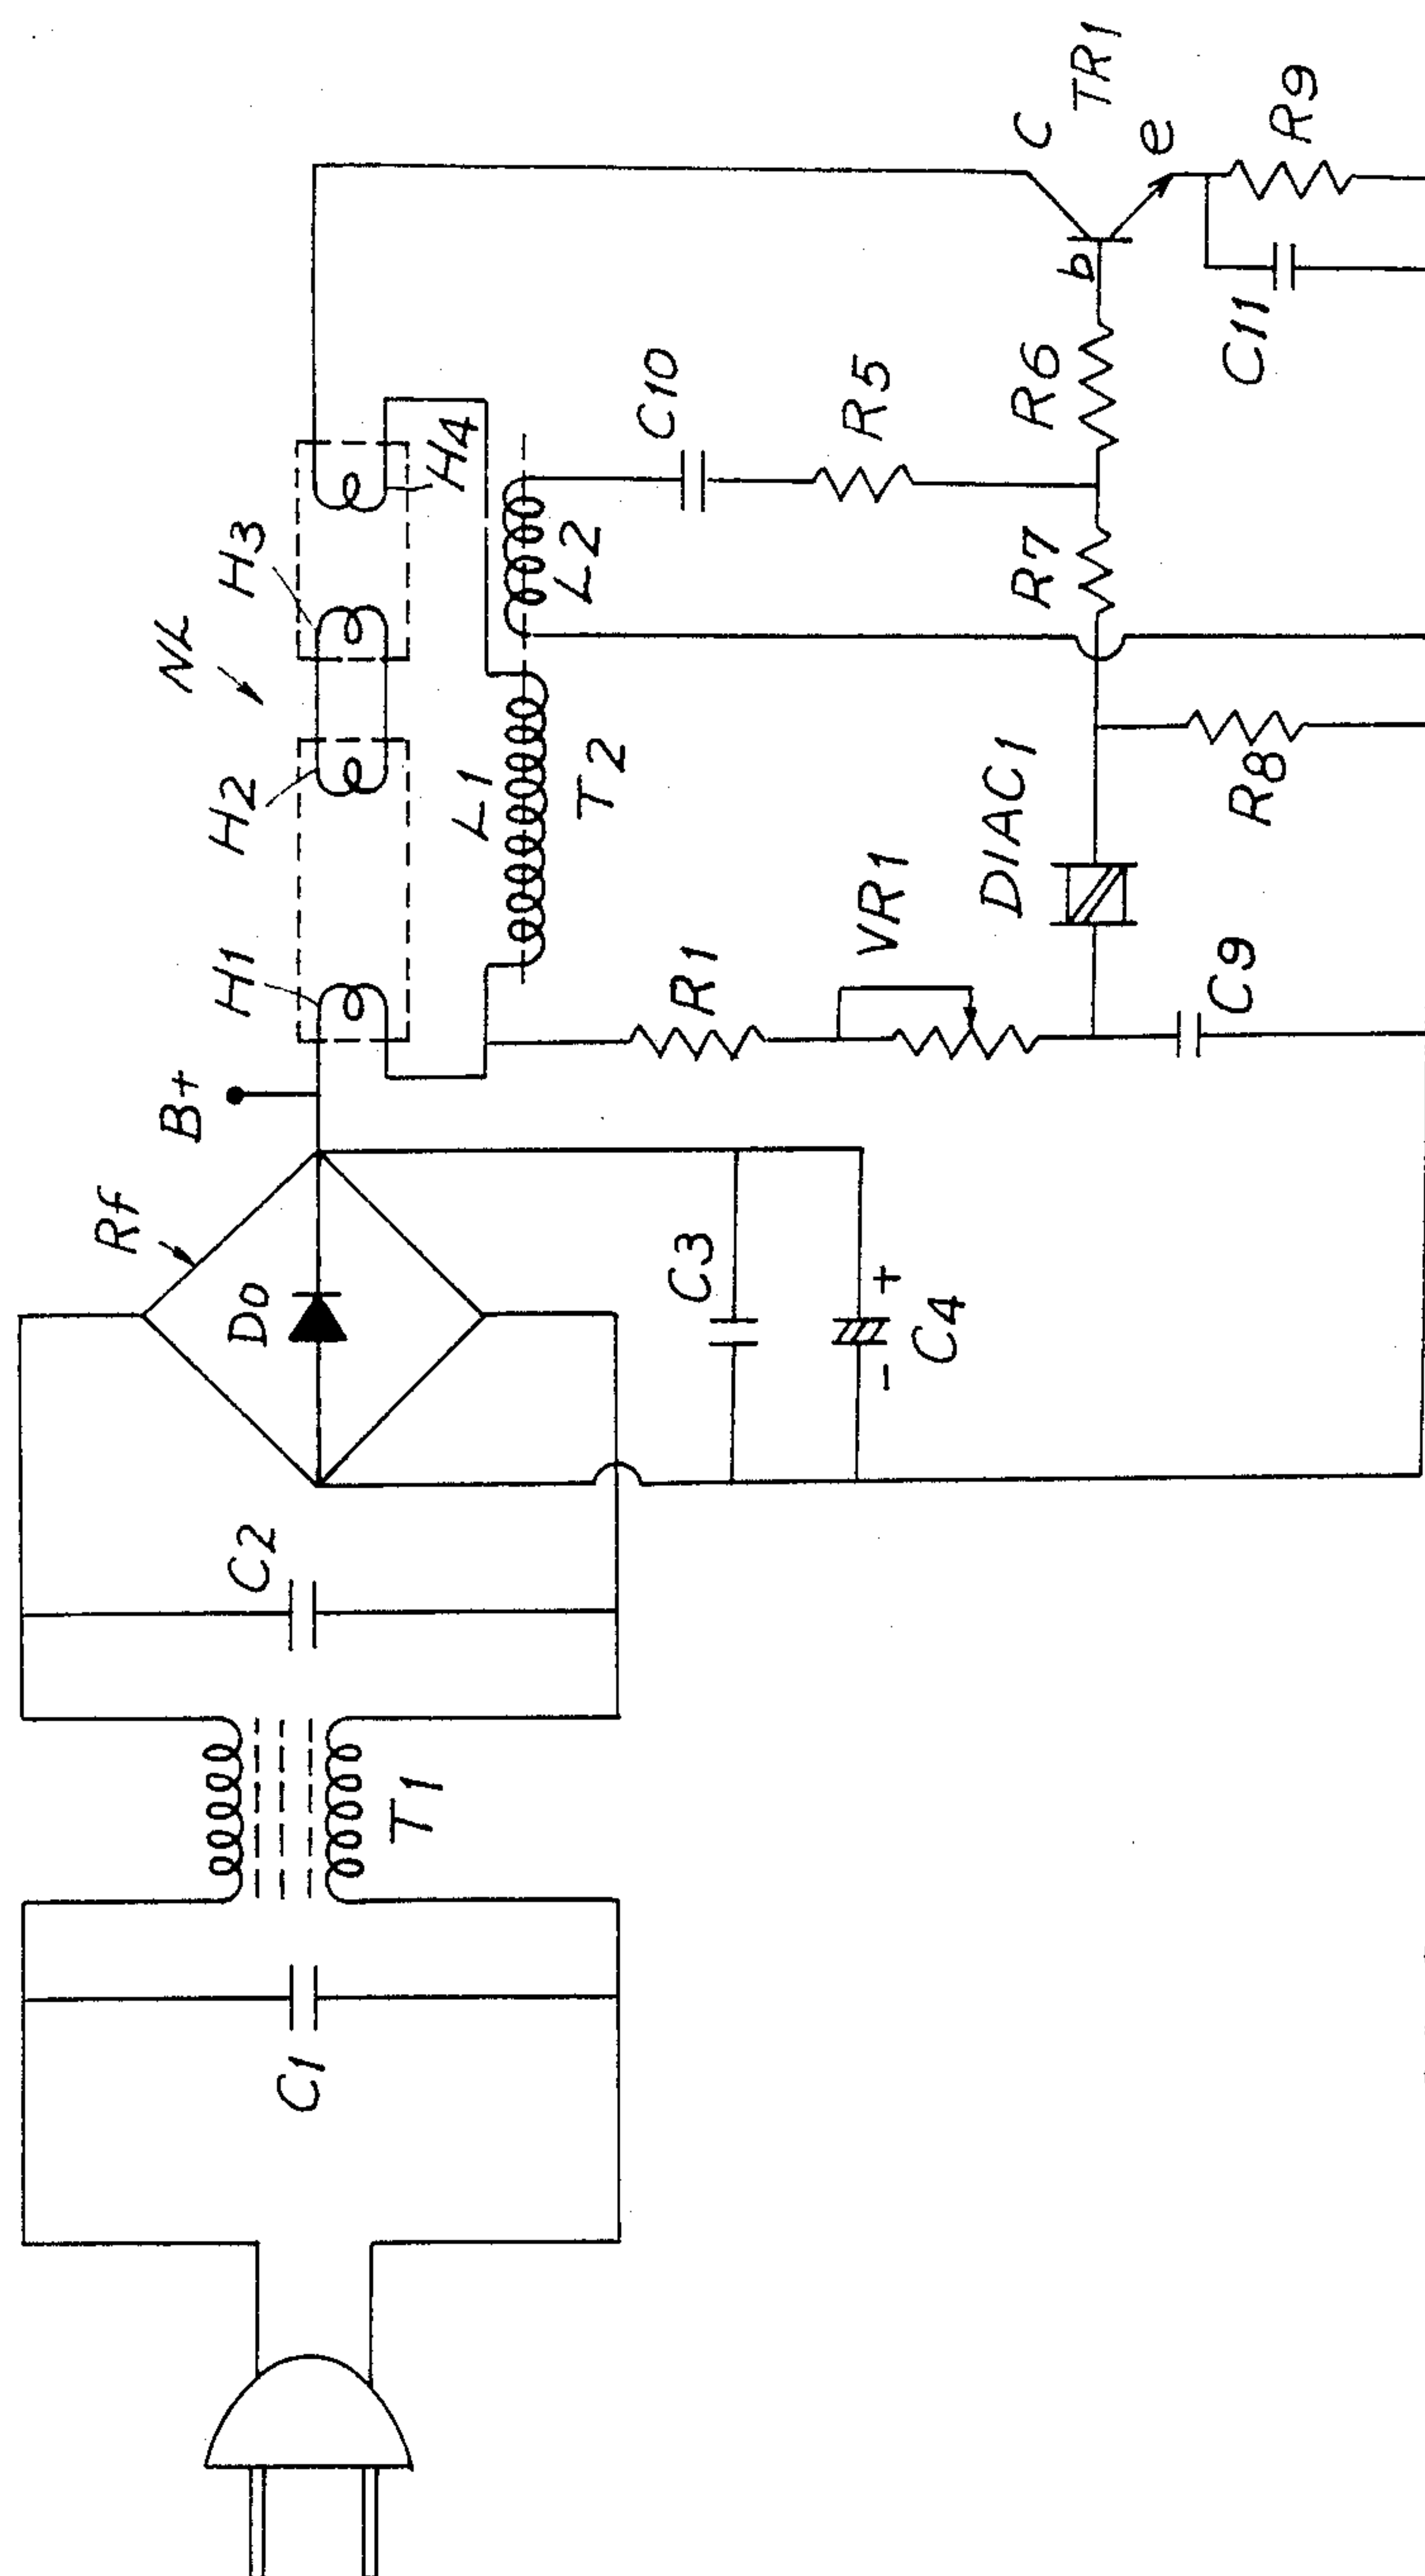 C1
T1
C2
Rf
D0
C3
+
-
C4
B+
H1
H2
NL
H3
H4
L1
T2
L2
R1
VR1
C9
DIAC1
R8
R7
C10
R5
R6
b
C
TR1
e
C11
R9